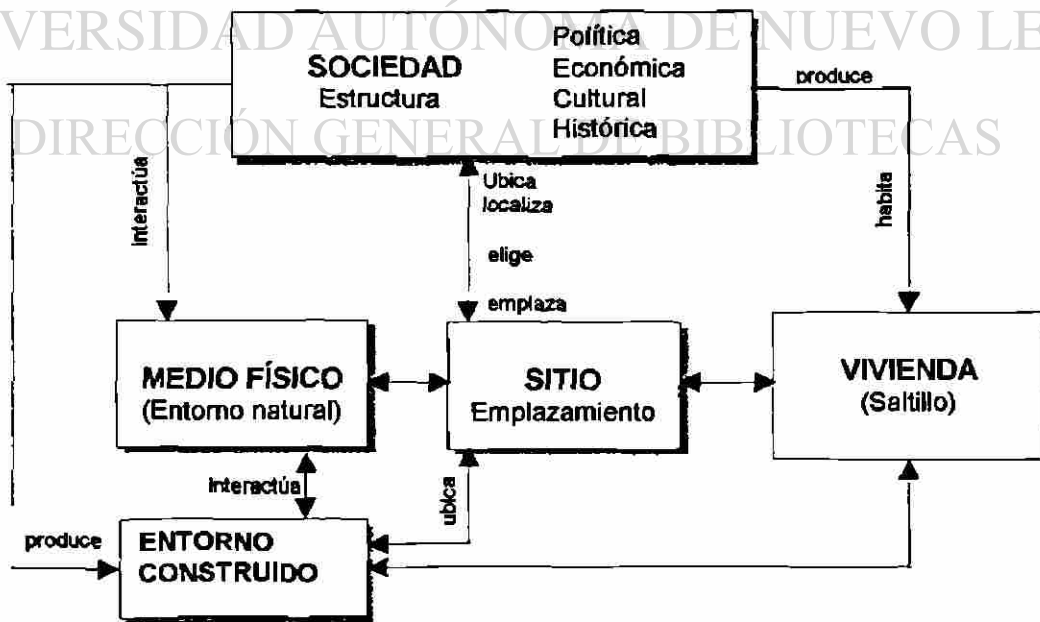 VERSIDAD AUTÓNOMA DE NUEVO LE
DIRECCIÓN GENERAL DE BIBLIOTECAS
SOCIEDAD
Estructura
Política
Económica
Cultural
Histórica
produce
interactúa
Ubica
localiza
elige
emplaza
habita
MEDIO FÍSICO
(Entorno natural)
SITIO
Emplazamiento
VIVIENDA
(Saltillo)
interactúa
ubica
produce
ENTORNO
CONSTRUIDO